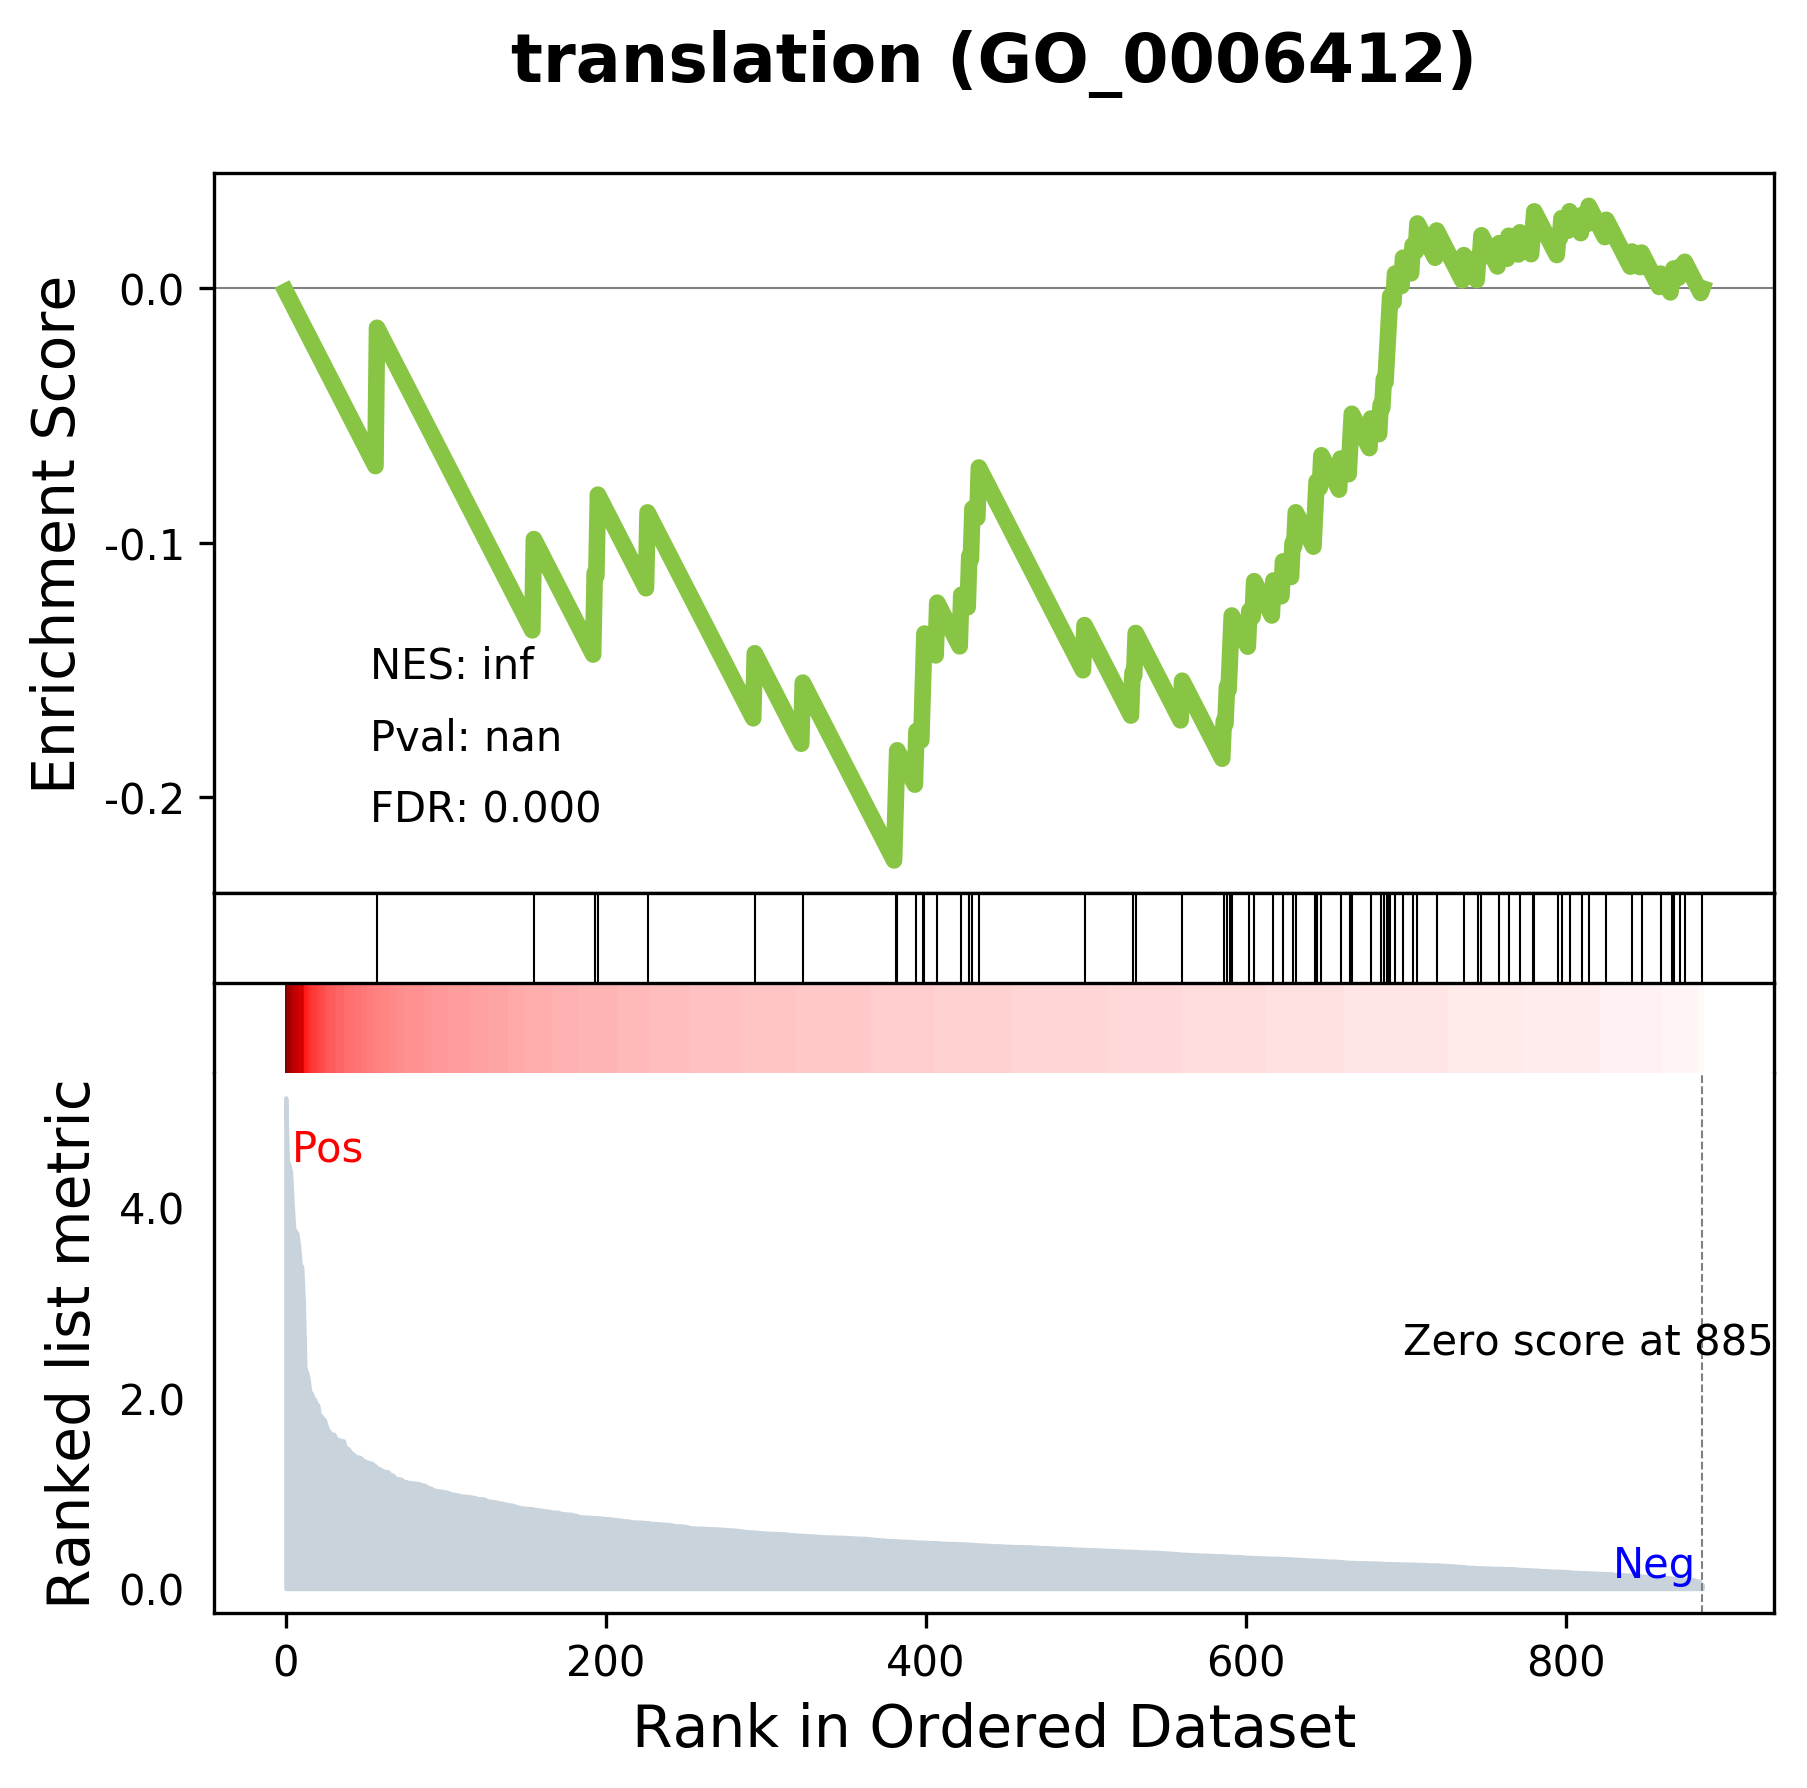 translation (GO_0006412)
Enrichment Score
0.0
-0.1
-0.2
NES: inf
Pval: nan
FDR: 0.000
Ranked list metric
Pos
4.0
2.0
0.0
Zero score at 885
Neg
0
200
400
600
800
Rank in Ordered Dataset